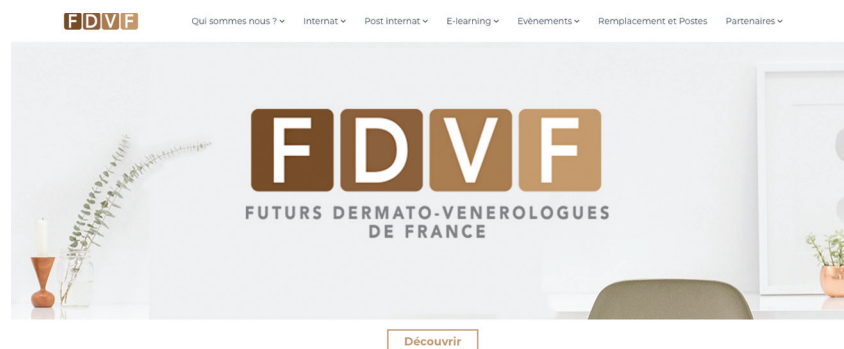 FDVF
Qui sommes nous ? Internat Post internat E-learning Evènements Remplacement et Postes Partenaires
FDVF
FUTURS DERMATO-VENEROLOGUES
DE FRANCE
Découvrir